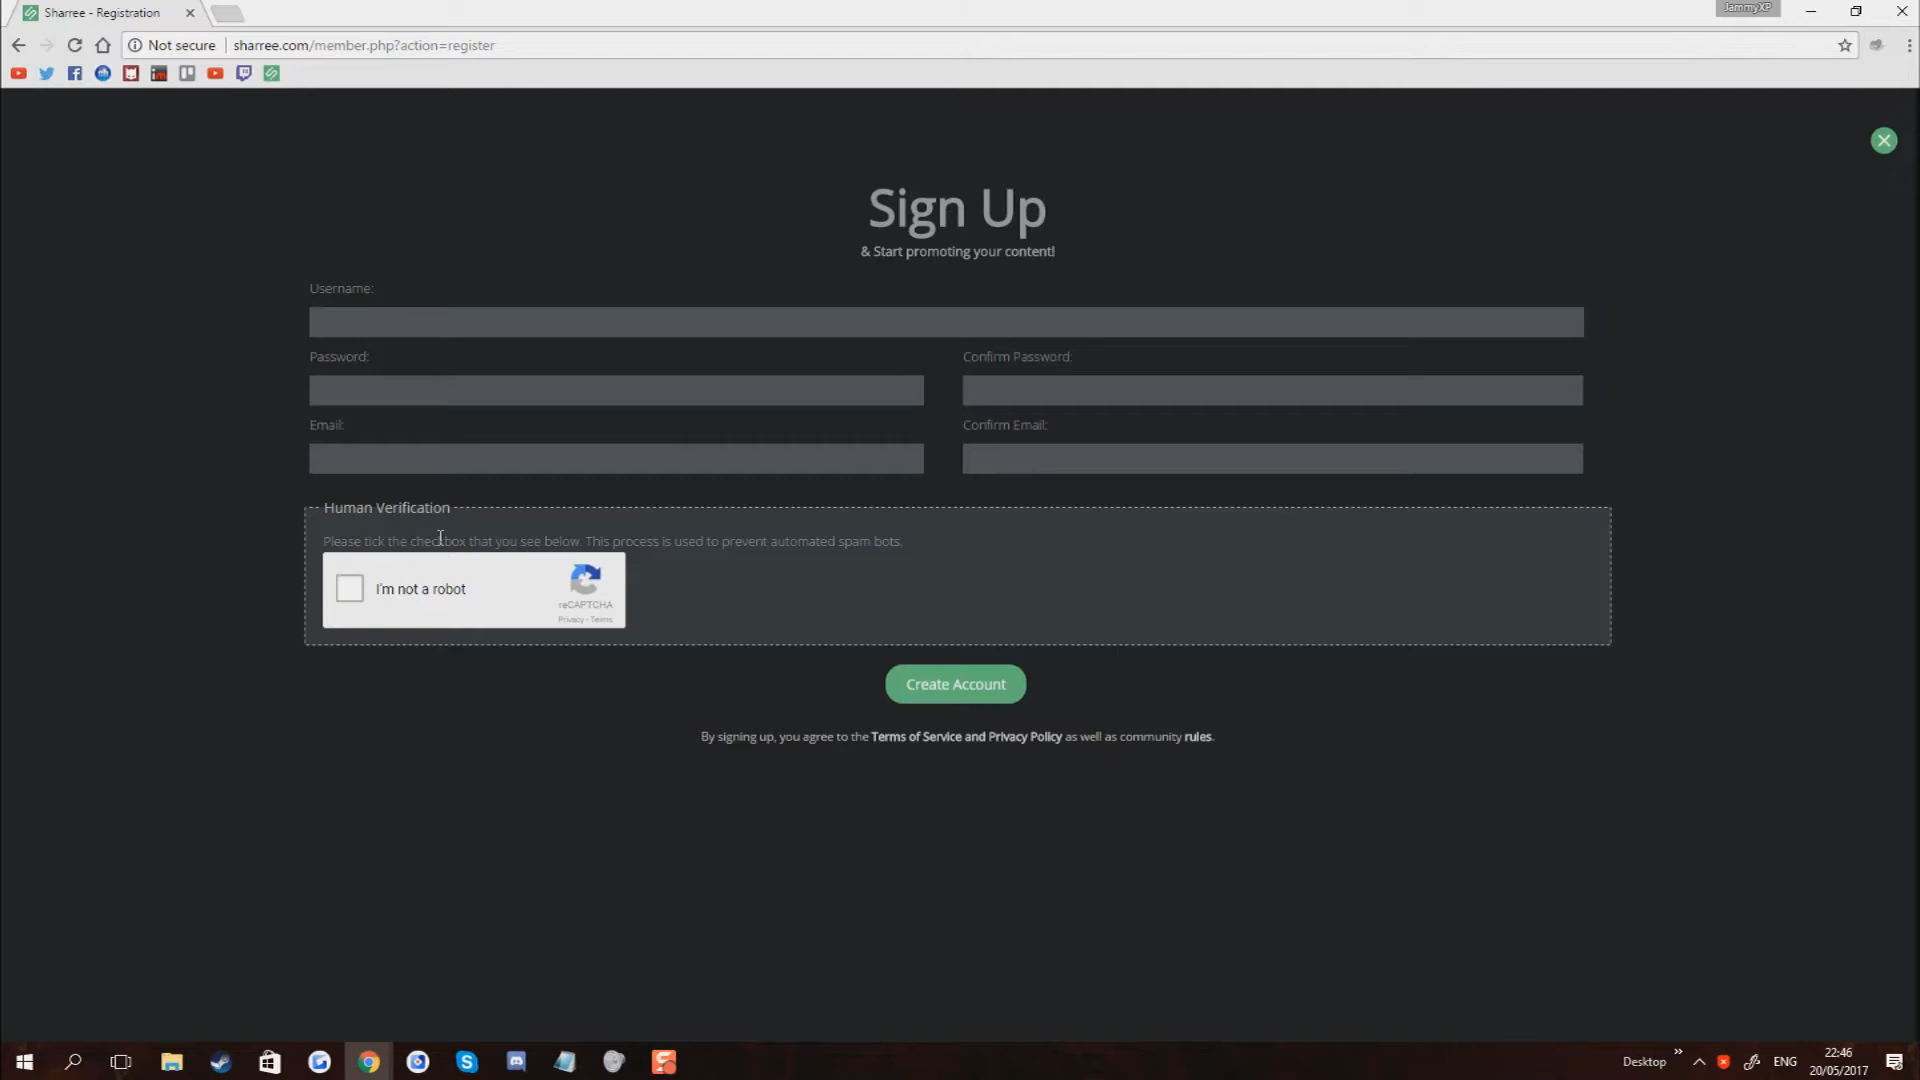 Sharree - Registration
JammyXP
Not secure
sharree.com/member.php?action=register
Sign Up
& Start promoting your content!
Username:
Password:
Confirm Password:
Email:
Confirm Email:
Human Verification
Please tick the checkbox that you see below. This process is used to prevent automated spam bots.
I'm not a robot
reCAPTCHA
Privacy - Terms
Create Account
By signing up, you agree to the Terms of Service and Privacy Policy as well as community rules.
Desktop
ENG
22:46
20/05/2017